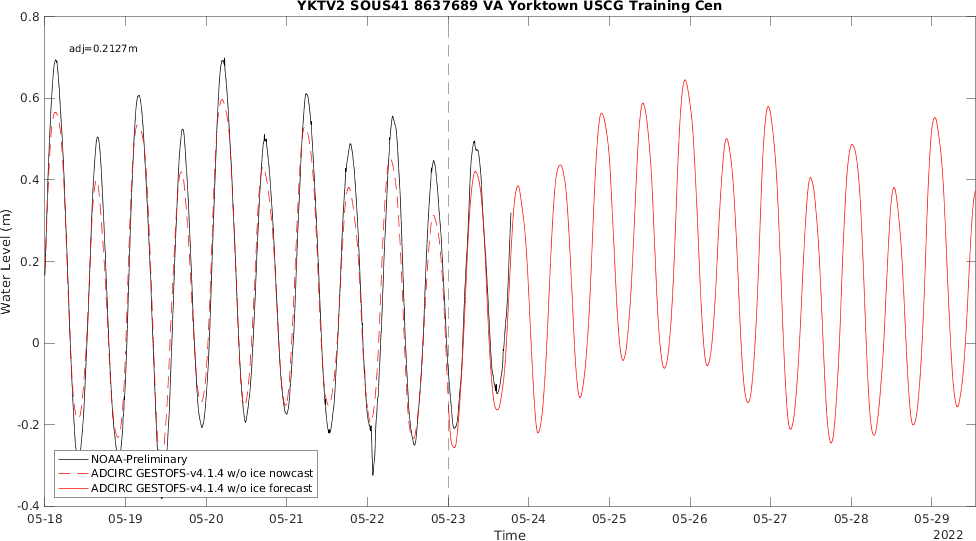 YKTV2 SOUS41 8637689 VA Yorktown USCG Training Cen
adj=0.2127m
Water Level (m)
0.8
0.6
0.4
0.2
0
-0.2
-0.4
NOAA-Preliminary
ADCIRC GESTOFS-v4.1.4 w/o ice nowcast
ADCIRC GESTOFS-v4.1.4 w/o ice forecast
05-18 05-19 05-20 05-21 05-22 05-23 05-24 05-25 05-26 05-27 05-28 05-29
Time
2022